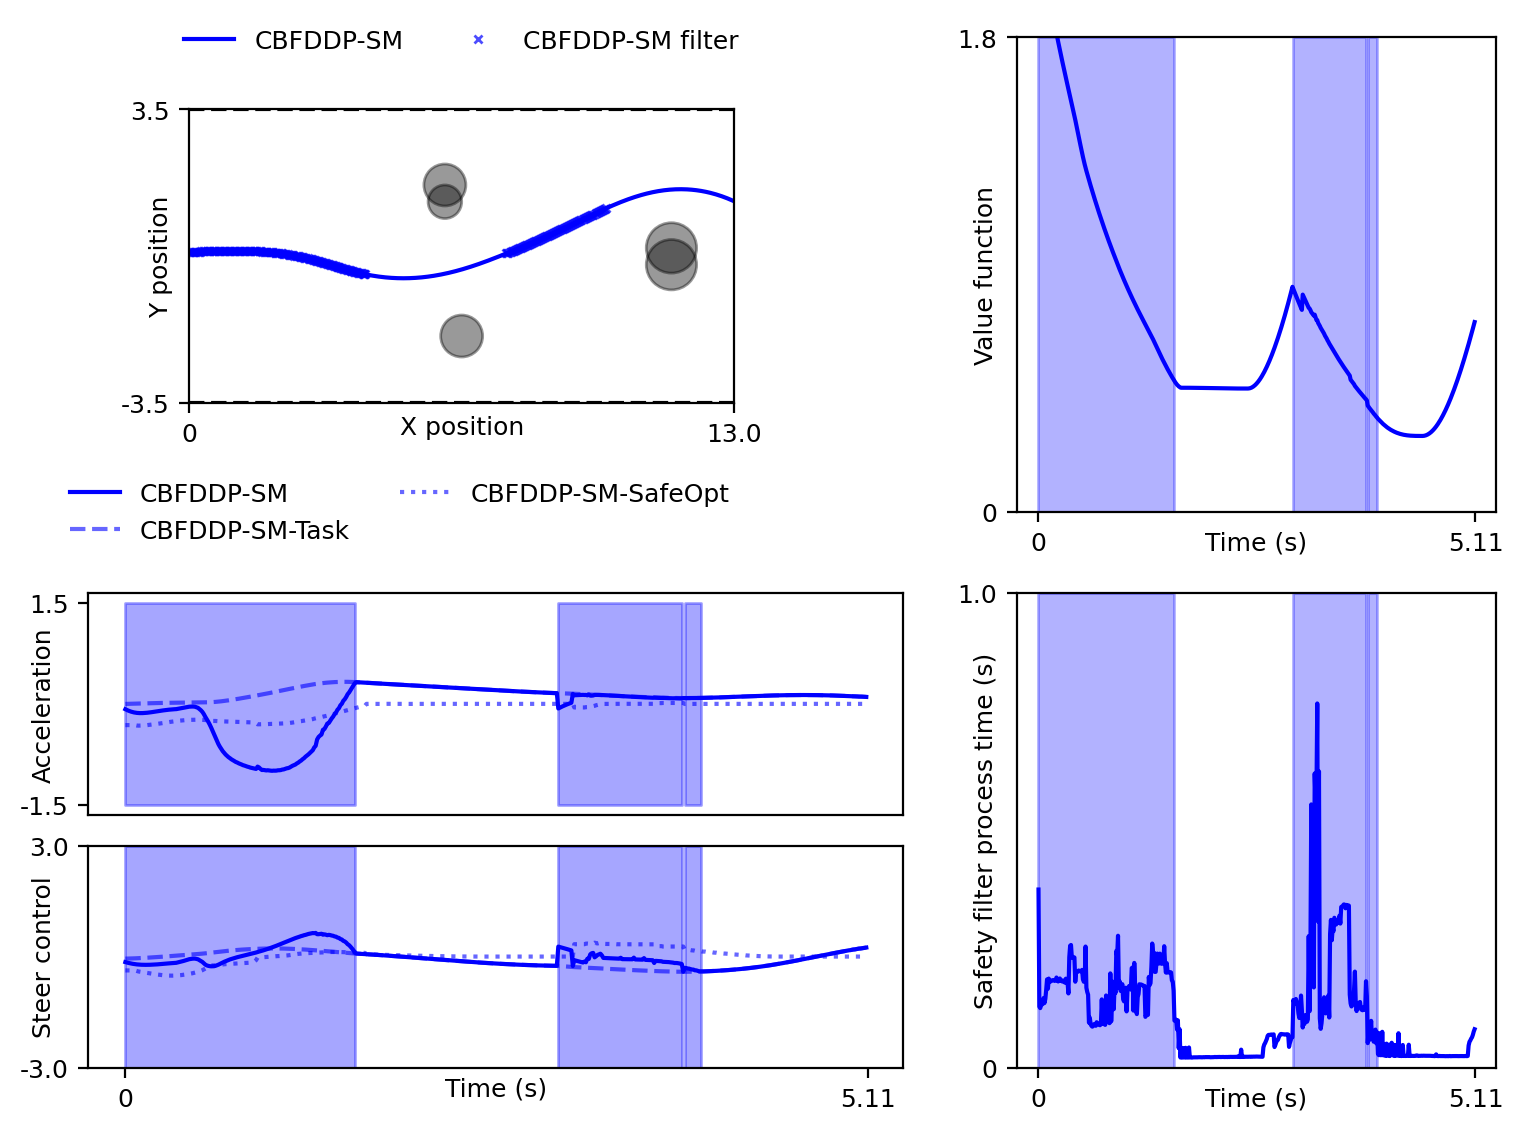 CBFDDP-SM CBFDDP-SM filter
3.5
Y position
-3.5
0 X position 13.0
CBFDDP-SM CBFDDP-SM-SafeOpt
CBFDDP-SM-Task
1.5
Acceleration
-1.5
3.0
Steer control
-3.0
0 Time (s) 5.11
1.8
Value function
0
0 Time (s) 5.11
1.0
Safety filter process time (s)
0
0 Time (s) 5.11